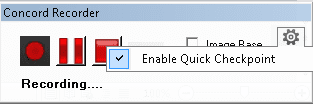 Concord Recorder
Image Base
Enable Quick Checkpoint
Recording....